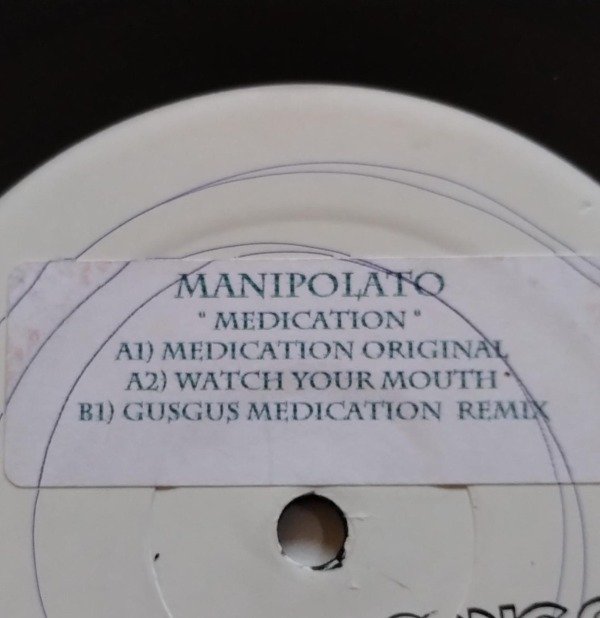 MANIPOLATO
"MEDICATION"
A1) MEDICATION ORIGINAL
A2) WATCH YOUR MOUTH
B1) GUSGUS MEDICATION REMIX